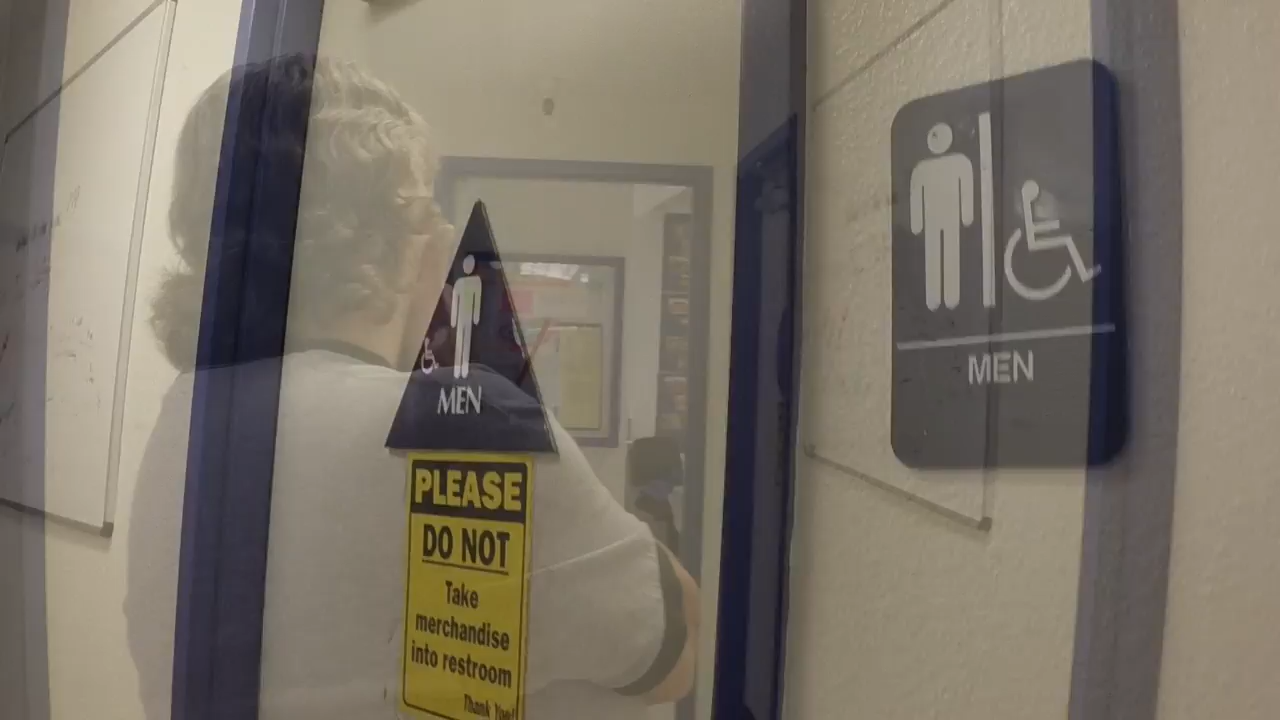 MEN
PLEASE
DO NOT
Take
merchandise
into restroom
Thank You!
MEN